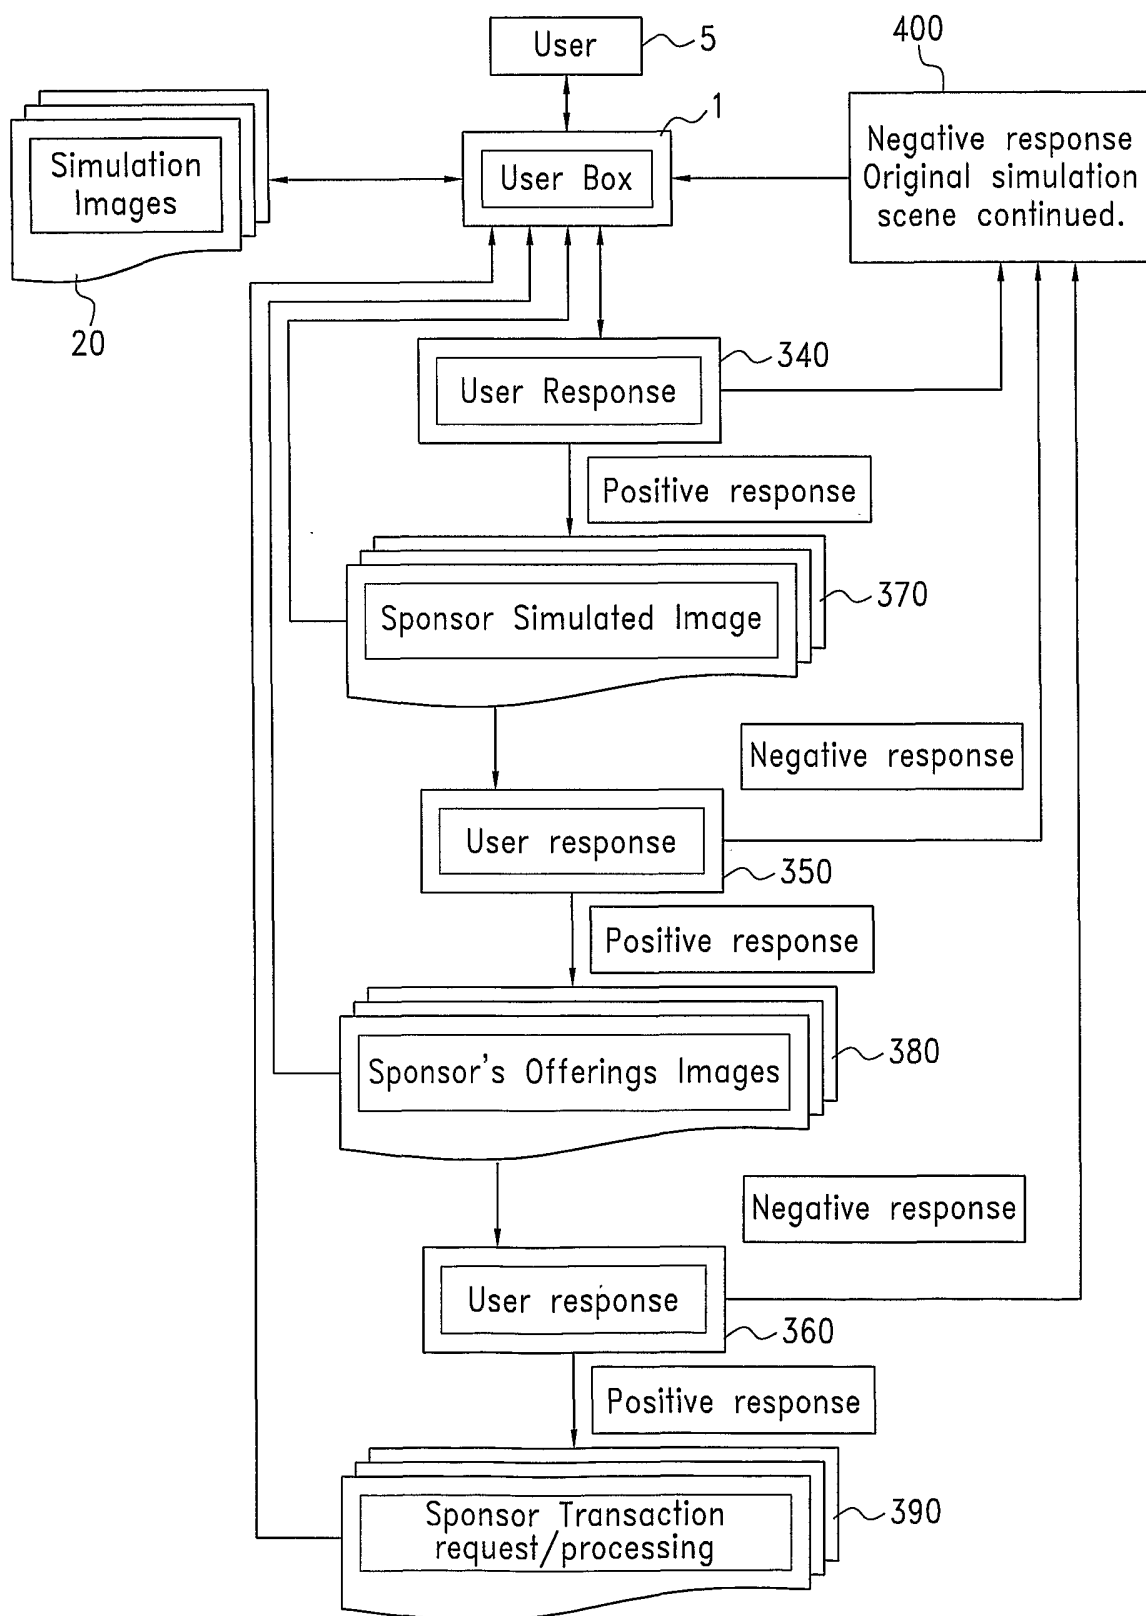 User
5
400
1
Simulation
Images
User Box
Negative response
Original simulation
scene continued.
20
340
User Response
Positive response
370
Sponsor Simulated Image
Negative response
User response
350
Positive response
380
Sponsor's Offerings Images
Negative response
User response
360
Positive response
390
Sponsor Transaction
request/processing